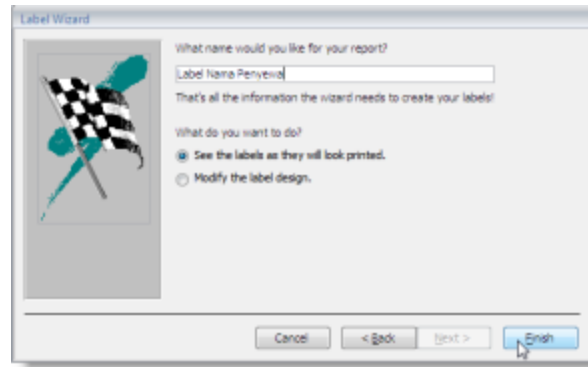 Label Wizard
What name would you like for your report?
Label Nama Penyewa
That's all the information the wizard needs to create your labels!
What do you want to do?
See the labels as they will look printed.
Modify the label design.
Cancel
< Back
Next >
Finish